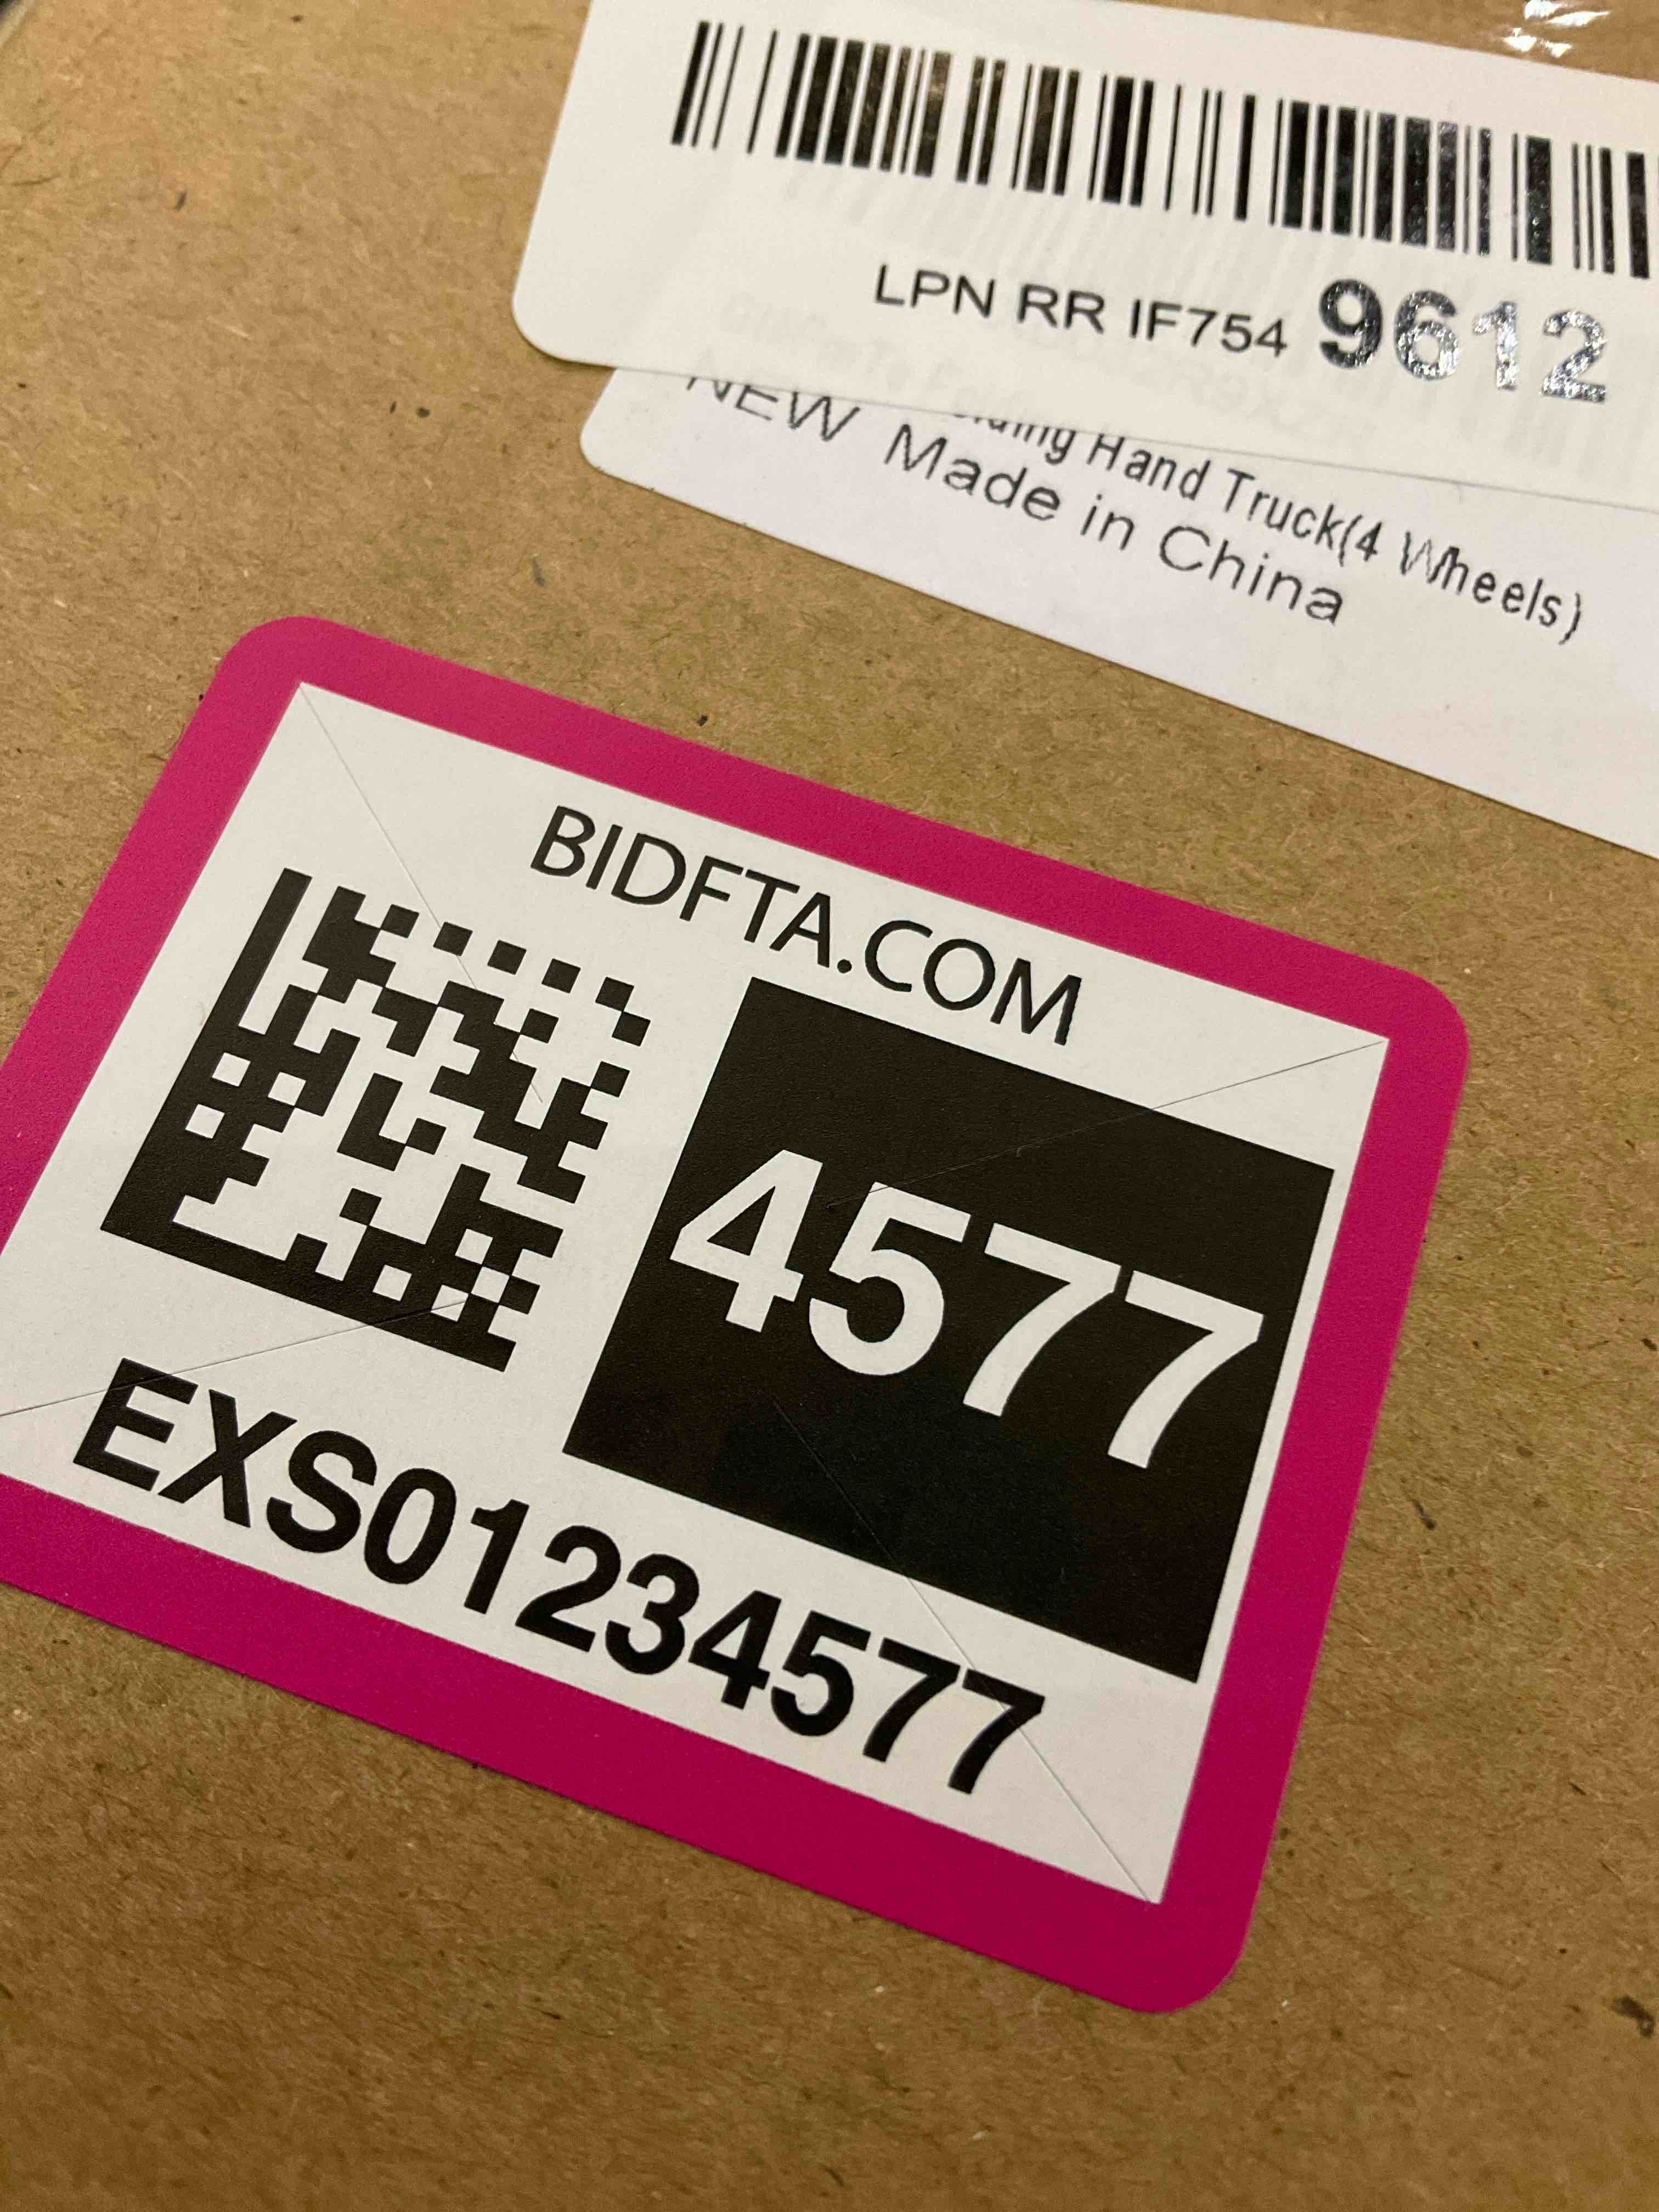 LPN RR IF754 9612
Hand Truck(4 Wheels)
NEW Made in China
BIDFTA.COM
4577
EXS01234577